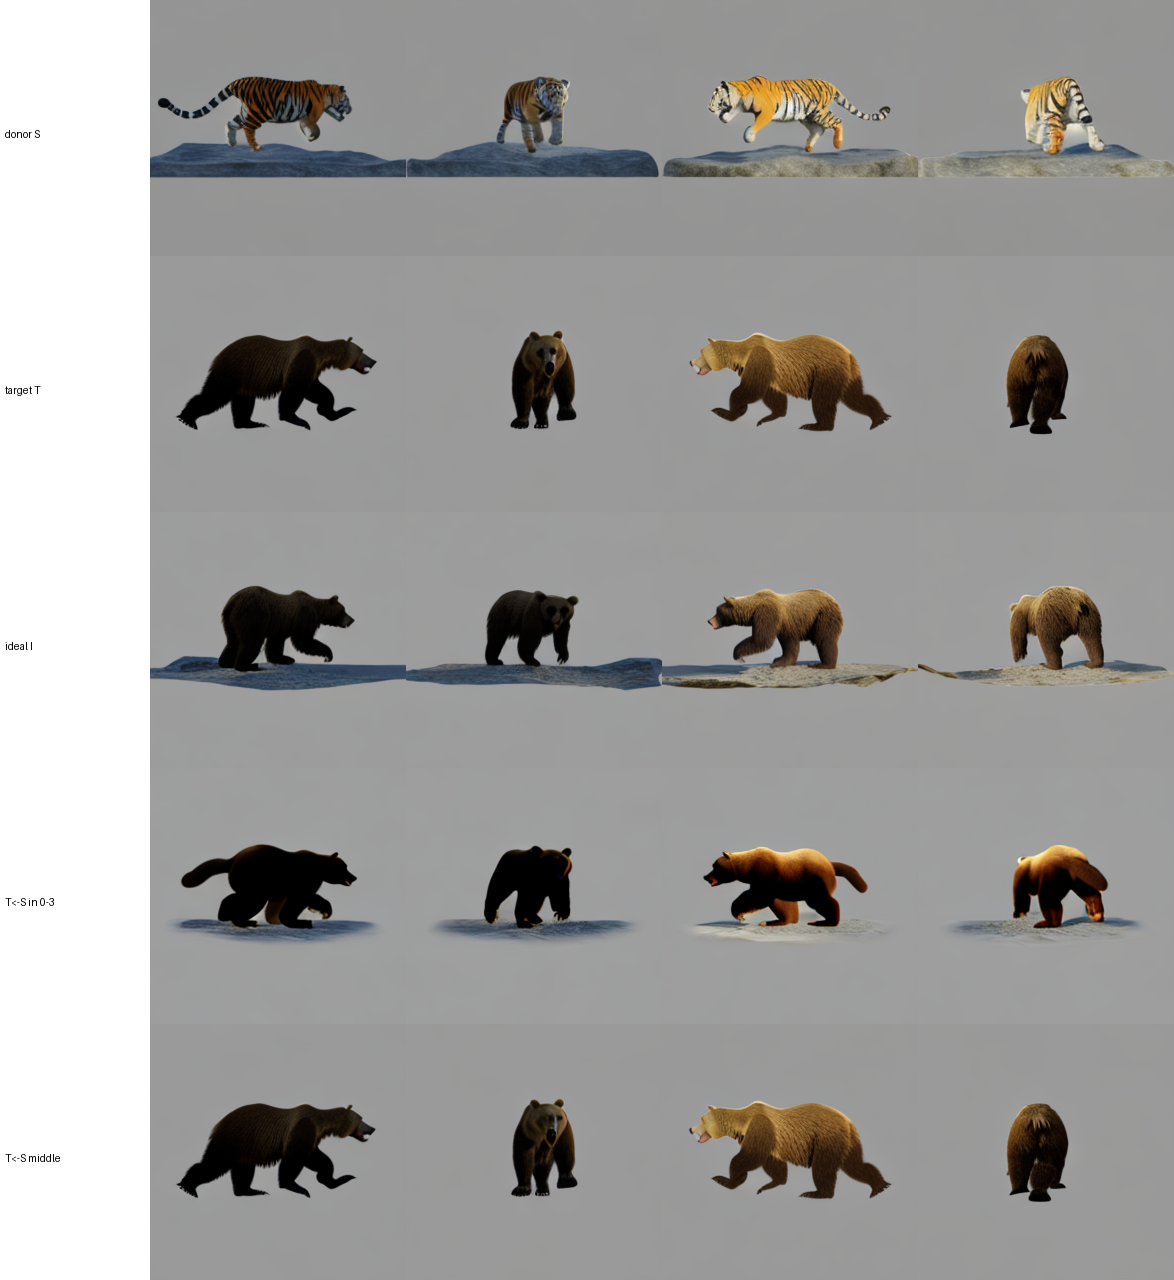 donor S
target T
ideal I
T<-S in 0-3
T<-S middle